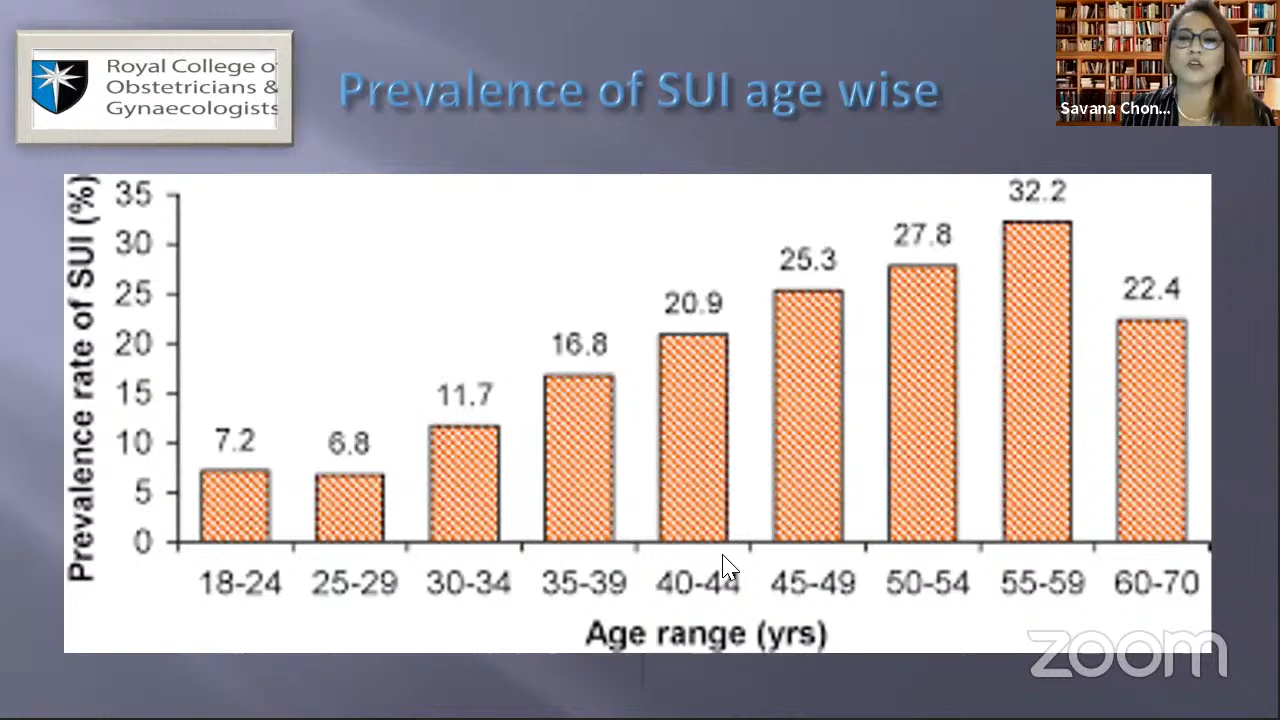 Royal College o
Obstetricians &
Gynaecologists
Prevalence of SUI age wise
Savana Chon...
Prevalence rate of SUI (%)
35
30
25
20
15
10
5
0
7.2
6.8
11.7
16.8
20.9
25.3
27.8
32.2
22.4
18-24 25-29 30-34 35-39 40-44 45-49 50-54 55-59 60-70
Age range (yrs)
zoom